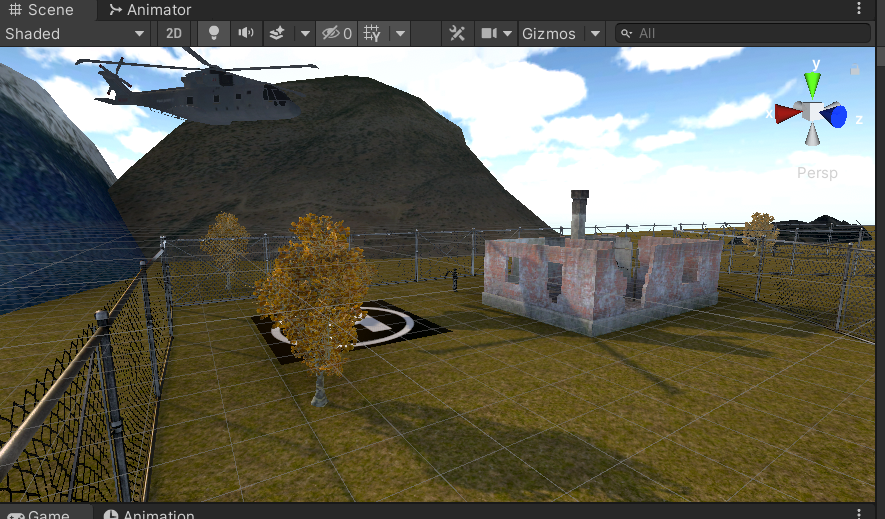 Scene Animator
Shaded 2D 0 Gizmos All
y
x z
Persp
Game Animation